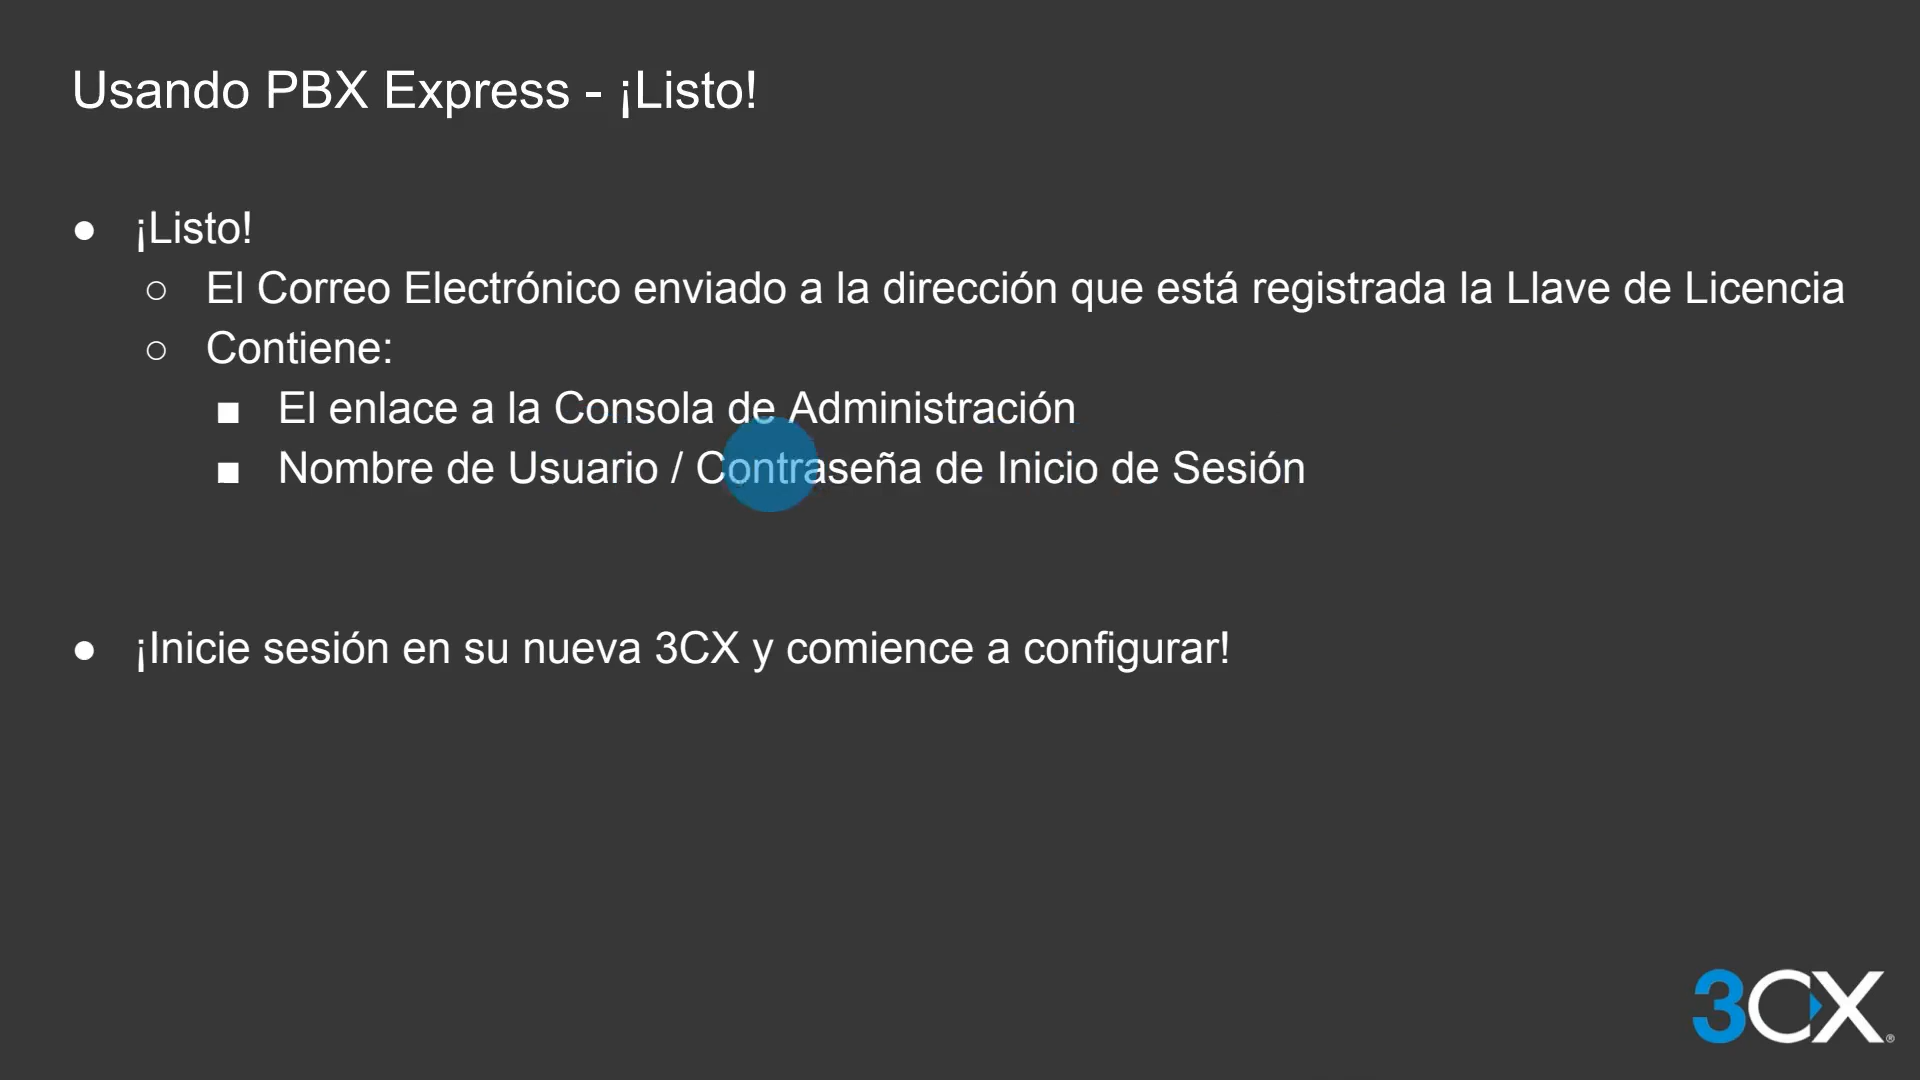 Usando PBX Express - ¡Listo!
● ¡Listo!
○ El Correo Electrónico enviado a la dirección que está registrada la Llave de Licencia
○ Contiene:
■ El enlace a la Consola de Administración
■ Nombre de Usuario / Contraseña de Inicio de Sesión
● ¡Inicie sesión en su nueva 3CX y comience a configurar!
3CX®